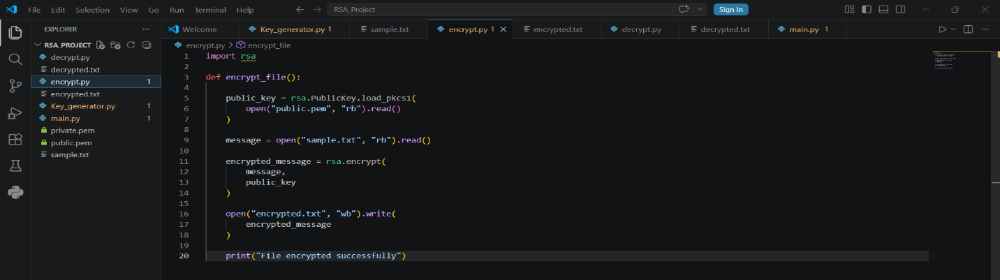 File Edit Selection View Go Run Terminal Help RSA_Project Sign In
EXPLORER
RSA_PROJECT
decrypt.py
decrypted.txt
encrypt.py 1
encrypted.txt
Key_generator.py 1
main.py 1
private.pem
public.pem
sample.txt
Welcome Key_generator.py 1 sample.txt encrypt.py 1 encrypted.txt decrypt.py decrypted.txt main.py 1
encrypt.py > encrypt_file
1 import rsa
2
3 def encrypt_file():
4
5 public_key = rsa.PublicKey.load_pkcs1(
6 open("public.pem", "rb").read()
7 )
8
9 message = open("sample.txt", "rb").read()
10
11 encrypted_message = rsa.encrypt(
12 message,
13 public_key
14 )
15
16 open("encrypted.txt", "wb").write(
17 encrypted_message
18 )
19
20 print("File encrypted successfully")